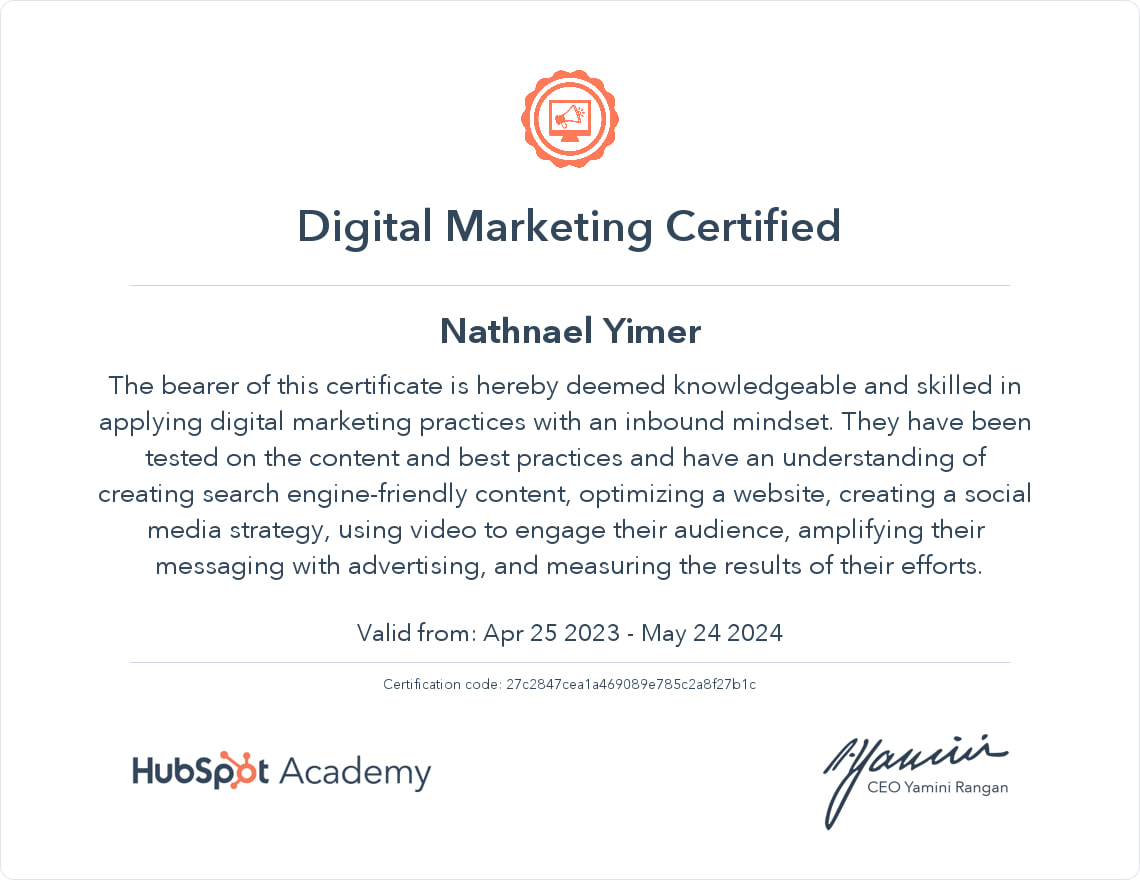 Digital Marketing Certified
Nathnael Yimer
The bearer of this certificate is hereby deemed knowledgeable and skilled in
applying digital marketing practices with an inbound mindset. They have been
tested on the content and best practices and have an understanding of
creating search engine-friendly content, optimizing a website, creating a social
media strategy, using video to engage their audience, amplifying their
messaging with advertising, and measuring the results of their efforts.
Valid from: Apr 25 2023 - May 24 2024
Certification code: 27c2847cea1a469089e785c2a8f27b1c
HubSpot Academy
Yamini
CEO Yamini Rangan